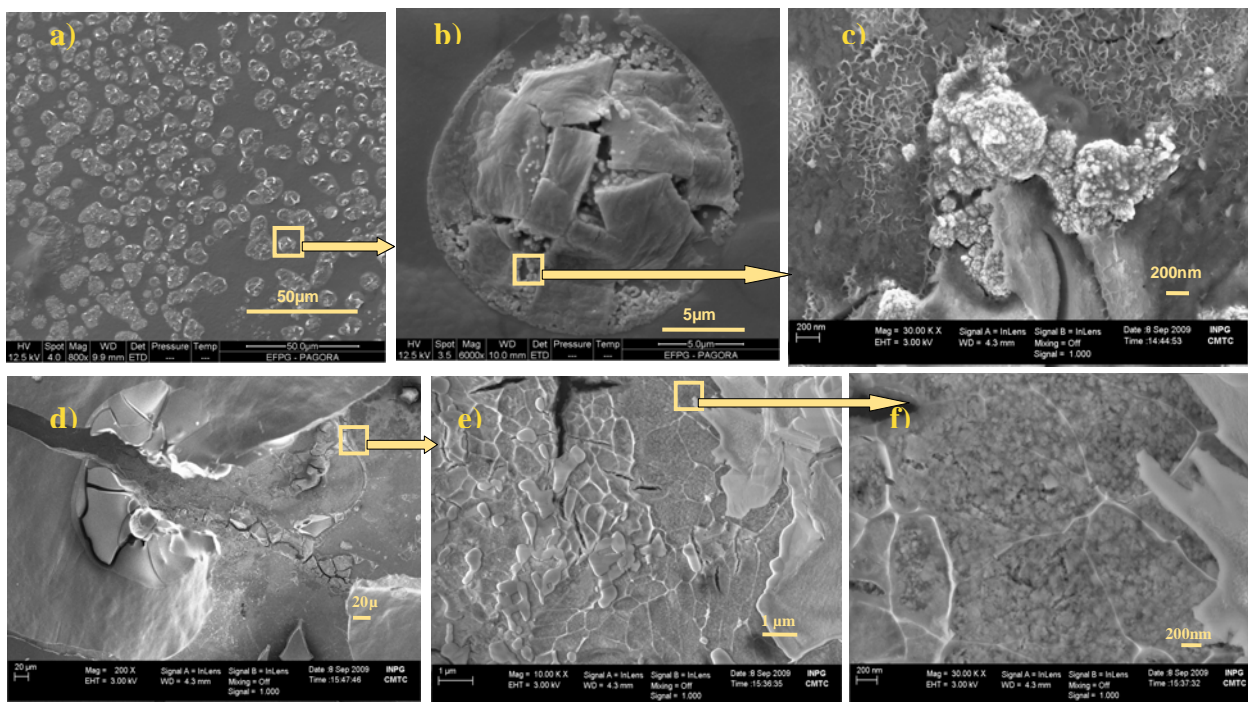 a)
50µm
HV Spot Mag WD Det Pressure Temp 50.0µm
12.5 kV 4.0 800x 9.9 mm ETD --- --- EFPG - PAGORA
b)
5µm
HV Spot Mag WD Det Pressure Temp 5.0µm
12.5 kV 3.5 6000x 10.0 mm ETD --- --- EFPG - PAGORA
c)
200nm
200 nm Mag = 30.00 K X Signal A = InLens Signal B = InLens Date :8 Sep 2009 INPG
EHT = 3.00 kV WD = 4.3 mm Mixing = Off Time :14:44:53 CMTC
Signal = 1.000
d)
20µ
20 µm Mag = 200 X Signal A = InLens Signal B = InLens Date :8 Sep 2009 INPG
EHT = 3.00 kV WD = 4.3 mm Mixing = Off Time :15:47:46 CMTC
Signal = 1.000
e)
1 µm
1 µm Mag = 10.00 K X Signal A = InLens Signal B = InLens Date :8 Sep 2009 INPG
EHT = 3.00 kV WD = 4.3 mm Mixing = Off Time :15:36:35 CMTC
Signal = 1.000
f)
200nm
200 nm Mag = 30.00 K X Signal A = InLens Signal B = InLens Date :8 Sep 2009 INPG
EHT = 3.00 kV WD = 4.3 mm Mixing = Off Time :15:37:32 CMTC
Signal = 1.000